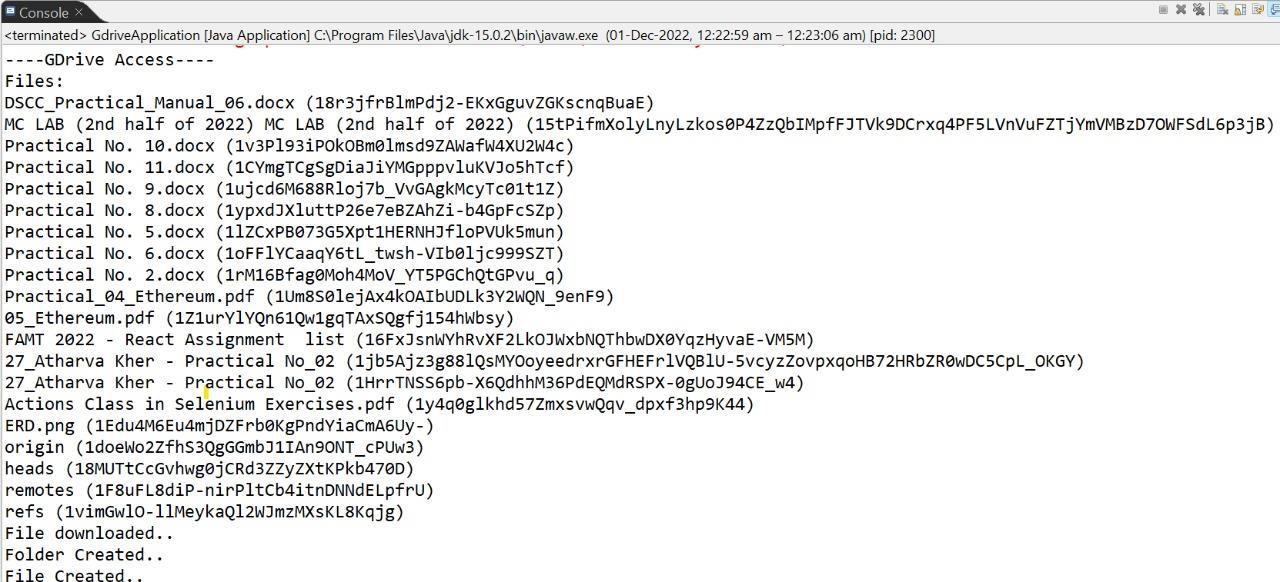 Console
<terminated> GdriveApplication [Java Application] C:\Program Files\Java\jdk-15.0.2\bin\javaw.exe (01-Dec-2022, 12:22:59 am – 12:23:06 am) [pid: 2300]
----GDrive Access----
Files:
DSCC_Practical_Manual_06.docx (18r3jfrBlmPdj2-EKxGguvZGKscnqBuaE)
MC LAB (2nd half of 2022) MC LAB (2nd half of 2022) (15tPifmXolyLnyLzkos0P4ZzQbIMpfFJTVk9DCrxq4PF5LVnVuFZTjYmVMBzD7OWFSdL6p3jB)
Practical No. 10.docx (1v3Pl93iPOkOBm0lmsd9ZAWafW4XU2W4c)
Practical No. 11.docx (1CYmgTCgSgDiaJiYMGpppvluKVJo5hTcf)
Practical No. 9.docx (1ujcd6M688Rloj7b_VvGAgkMcyTc01t1Z)
Practical No. 8.docx (1ypxdJXluttP26e7eBZAhZi-b4GpFcSZp)
Practical No. 5.docx (1lZCxPB073G5Xpt1HERNHJfloPVUk5mun)
Practical No. 6.docx (1oFFlYCaaqY6tL_twsh-VIb0ljc999SZT)
Practical No. 2.docx (1rM16Bfag0Moh4MoV_YT5PGChQtGPvu_q)
Practical_04_Ethereum.pdf (1Um8S0lejAx4kOAIbUDLk3Y2WQN_9enF9)
05_Ethereum.pdf (1Z1urYlYQn61Qw1gqTAxSQgfj154hWbsy)
FAMT 2022 - React Assignment  list (16FxJsnWYhRvXF2LkOJWxbNQThbwDX0YqzHyvaE-VM5M)
27_Atharva Kher - Practical No_02 (1jb5Ajz3g88lQsMYOoyeedrxrGFHEFrlVQBlU-5vcyzZovpxqoHB72HRbZR0wDC5CpL_OKGY)
27_Atharva Kher - Practical No_02 (1HrrTNSS6pb-X6QdhhM36PdEQMdRSPX-0gUoJ94CE_w4)
Actions Class in Selenium Exercises.pdf (1y4q0glkhd57ZmxsvwQqv_dpxf3hp9K44)
ERD.png (1Edu4M6Eu4mjDZFrb0KgPndYiaCmA6Uy-)
origin (1doeWo2ZfhS3QgGGmbJ1IAn9ONT_cPUw3)
heads (18MUTtCcGvhwg0jCRd3ZZyZXtKPkb470D)
remotes (1F8uFL8diP-nirPltCb4itnDNNdELpfrU)
refs (1vimGwlO-llMeykaQl2WJmzMXsKL8Kqjg)
File downloaded..
Folder Created..
File Created..